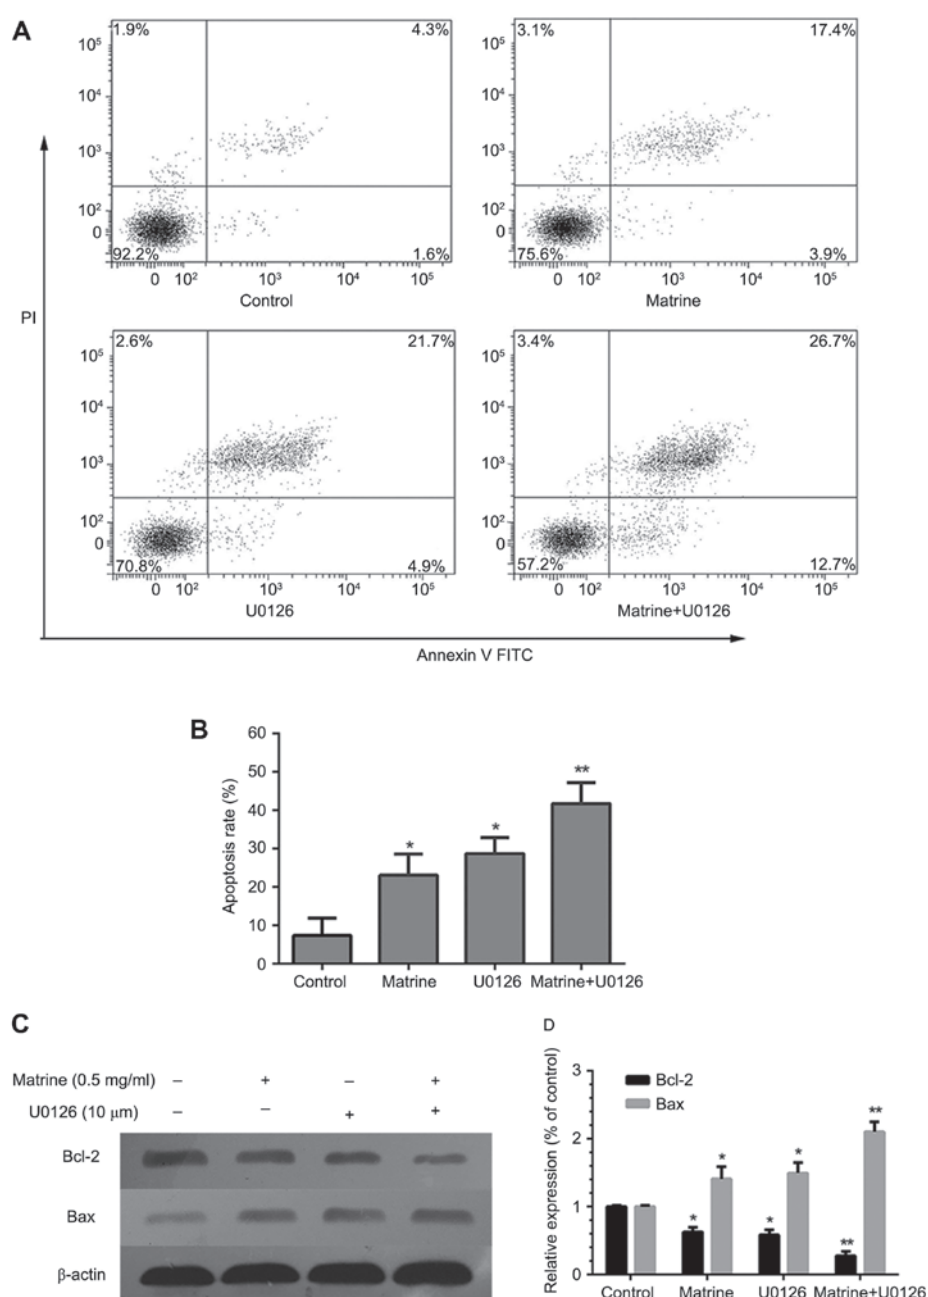 A
1.9% 4.3%
10⁵
10⁴
10³
10²
0
92.2% 1.6%
0 10² 10³ 10⁴ 10⁵
Control
3.1% 17.4%
10⁵
10⁴
10³
10²
0
75.6% 3.9%
0 10² 10³ 10⁴ 10⁵
Matrine
PI
2.6% 21.7%
10⁵
10⁴
10³
10²
0
70.8% 4.9%
0 10² 10³ 10⁴ 10⁵
U0126
3.4% 26.7%
10⁵
10⁴
10³
10²
0
57.2% 12.7%
0 10² 10³ 10⁴ 10⁵
Matrine+U0126
Annexin V FITC
B
Apoptosis rate (%)
60
50
40
30
20
10
0
* * **
Control Matrine U0126 Matrine+U0126
C
Matrine (0.5 mg/ml) – + – +
U0126 (10 μm) – – + +
Bcl-2
Bax
β-actin
D
Relative expression (% of control)
3
2
1
0
Bcl-2
Bax
* * * * ** **
Control Matrine U0126 Matrine+U0126